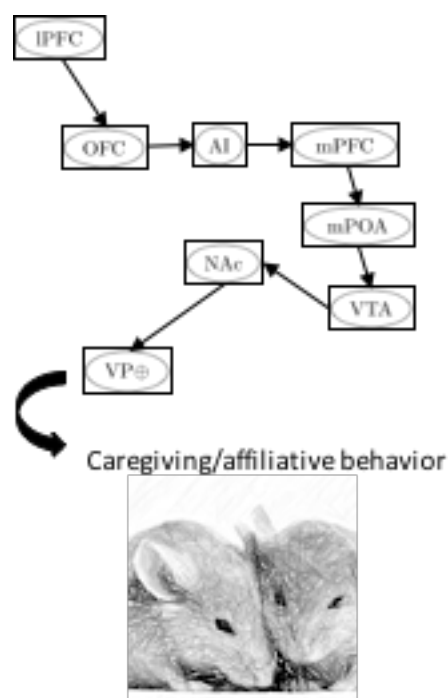 lPFC
OFC
AI
mPFC
mPOA
NAc
VTA
VP⊕
Caregiving/affiliative behavior